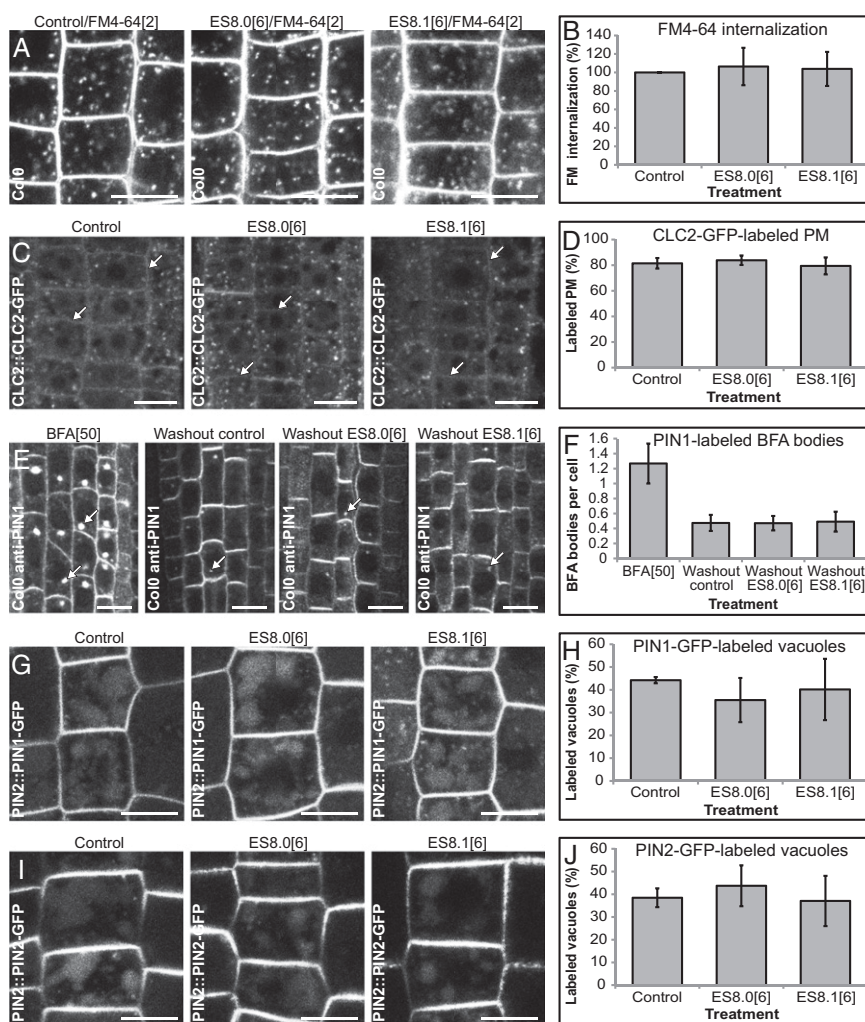 Control/FM4-64[2] ES8.0[6]/FM4-64[2] ES8.1[6]/FM4-64[2]
A
Col0
Col0
Col0
B
FM4-64 internalization
FM internalization (%)
140
120
100
80
60
40
20
0
Control ES8.0[6] ES8.1[6]
Treatment
Control ES8.0[6] ES8.1[6]
C
CLC2::CLC2-GFP
CLC2::CLC2-GFP
CLC2::CLC2-GFP
D
CLC2-GFP-labeled PM
Labeled PM (%)
100
80
60
40
20
0
Control ES8.0[6] ES8.1[6]
Treatment
BFA[50] Washout control Washout ES8.0[6] Washout ES8.1[6]
E
Col0 anti-PIN1
Col0 anti-PIN1
Col0 anti-PIN1
Col0 anti-PIN1
F
PIN1-labeled BFA bodies
BFA bodies per cell
1.6
1.4
1.2
1
0.8
0.6
0.4
0.2
0
BFA[50] Washout Washout Washout
control ES8.0[6] ES8.1[6]
Treatment
Control ES8.0[6] ES8.1[6]
G
PIN2::PIN1-GFP
PIN2::PIN1-GFP
PIN2::PIN1-GFP
H
PIN1-GFP-labeled vacuoles
Labeled vacuoles (%)
60
50
40
30
20
10
0
Control ES8.0[6] ES8.1[6]
Treatment
Control ES8.0[6] ES8.1[6]
I
PIN2::PIN2-GFP
PIN2::PIN2-GFP
PIN2::PIN2-GFP
J
PIN2-GFP-labeled vacuoles
Labeled vacuoles (%)
60
50
40
30
20
10
0
Control ES8.0[6] ES8.1[6]
Treatment